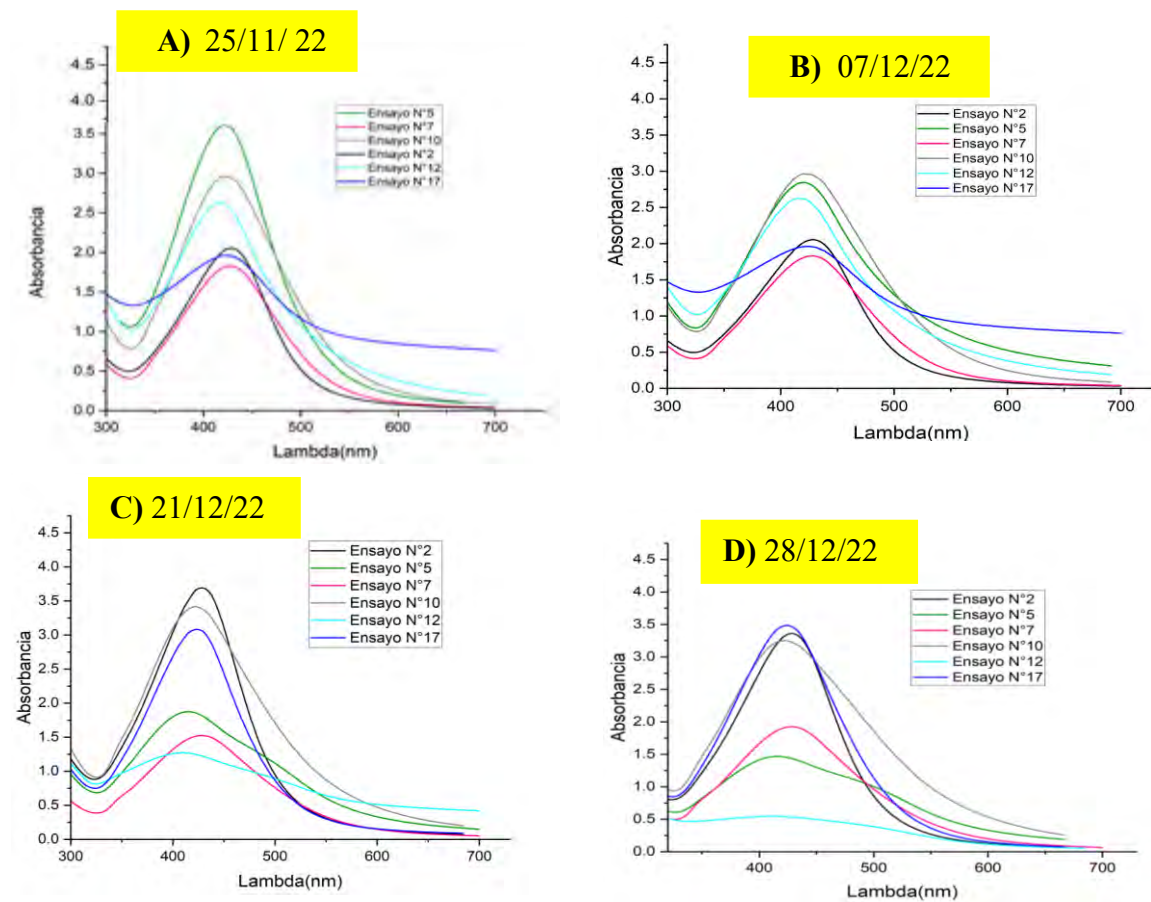 A) 25/11/ 22
4.5
4.0
3.5
3.0
2.5
2.0
1.5
1.0
0.5
0.0
Absorbancia
300
400
500
600
700
Lambda(nm)
Ensayo N°5
Ensayo N°7
Ensayo N°10
Ensayo N°2
Ensayo N°12
Ensayo N°17
B) 07/12/22
4.5
4.0
3.5
3.0
2.5
2.0
1.5
1.0
0.5
0.0
Absorbancia
300
400
500
600
700
Lambda(nm)
Ensayo N°2
Ensayo N°5
Ensayo N°7
Ensayo N°10
Ensayo N°12
Ensayo N°17
C) 21/12/22
4.5
4.0
3.5
3.0
2.5
2.0
1.5
1.0
0.5
0.0
Absorbancia
300
400
500
600
700
Lambda(nm)
Ensayo N°2
Ensayo N°5
Ensayo N°7
Ensayo N°10
Ensayo N°12
Ensayo N°17
D) 28/12/22
4.5
4.0
3.5
3.0
2.5
2.0
1.5
1.0
0.5
0.0
Absorbancia
400
500
600
700
Lambda(nm)
Ensayo N°2
Ensayo N°5
Ensayo N°7
Ensayo N°10
Ensayo N°12
Ensayo N°17